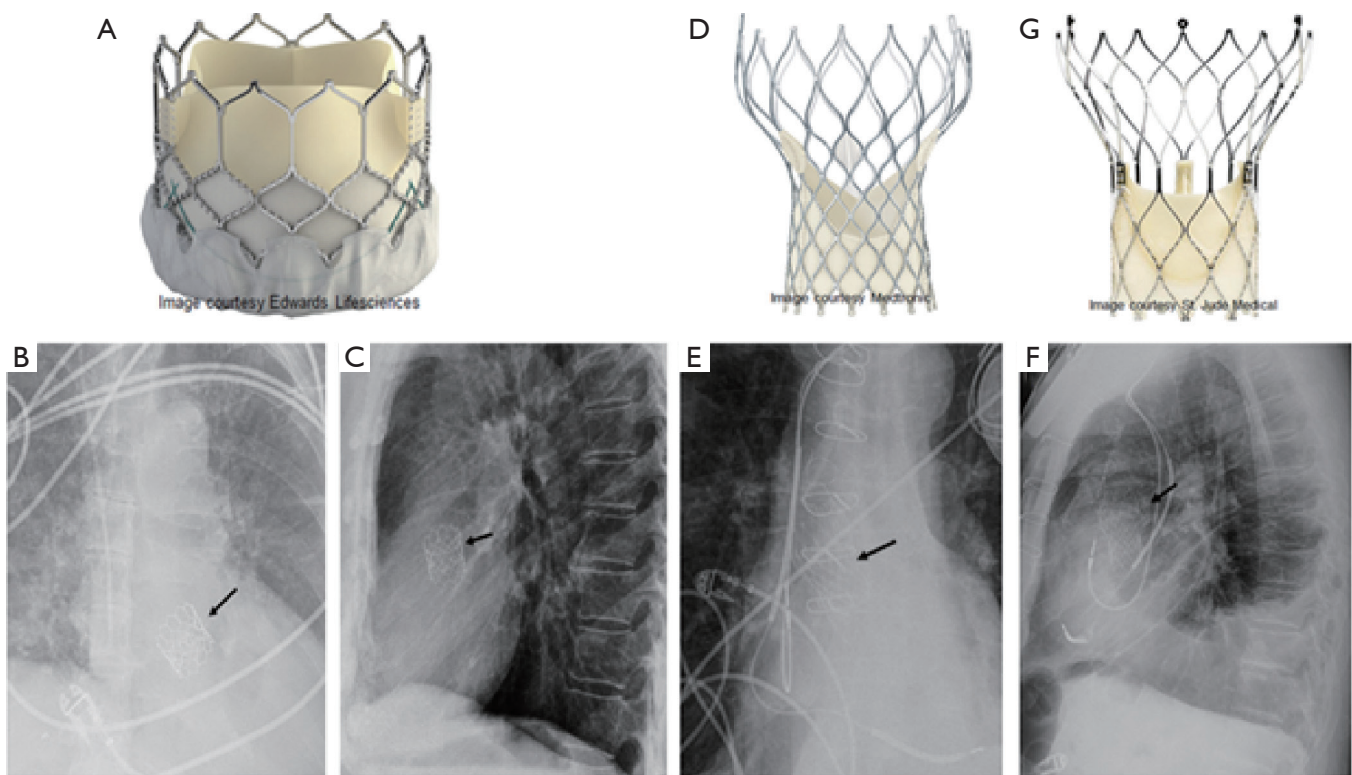 A
D
G
Image courtesy Edwards Lifesciences
Image courtesy Medtronic
Image courtesy St. Jude Medical
B
C
E
F